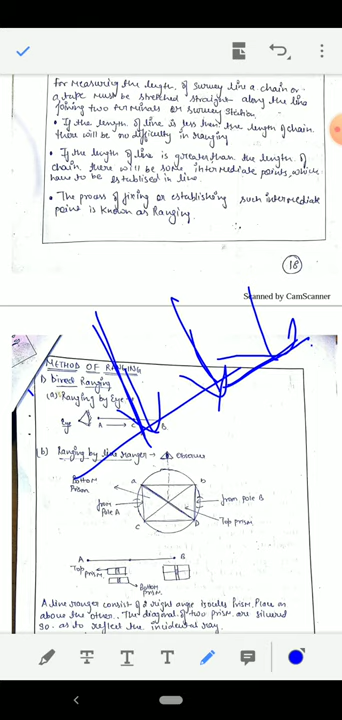 For measuring the length of survey line a chain or
a tape must be stretched straight along the line
joining two terminals or survey station.
• If the length of line is less than the length of chain,
there will be no difficulty in ranging
• If the length of line is greater than the length of
chain, there will be some intermediate points, which
have to be establised in line.
• The process of fixing or establishing such intermediate
point is known as Ranging.
18
Scanned by CamScanner
METHOD OF RANGING
1) Direct Ranging
(a) Ranging by Eye
Eye
A
C
B
(b) Ranging by line ranger → observer
Bottom
Prism
a
b
from
Pole A
from pole B
C
D
Top prism
A
B
Top
prism
Bottom
prism
A line ranger consist of 2 right angle isosceles prism, place on
above the other. The diagonal of two prism are silvered
so as to reflect the incidental ray.
T
T
T